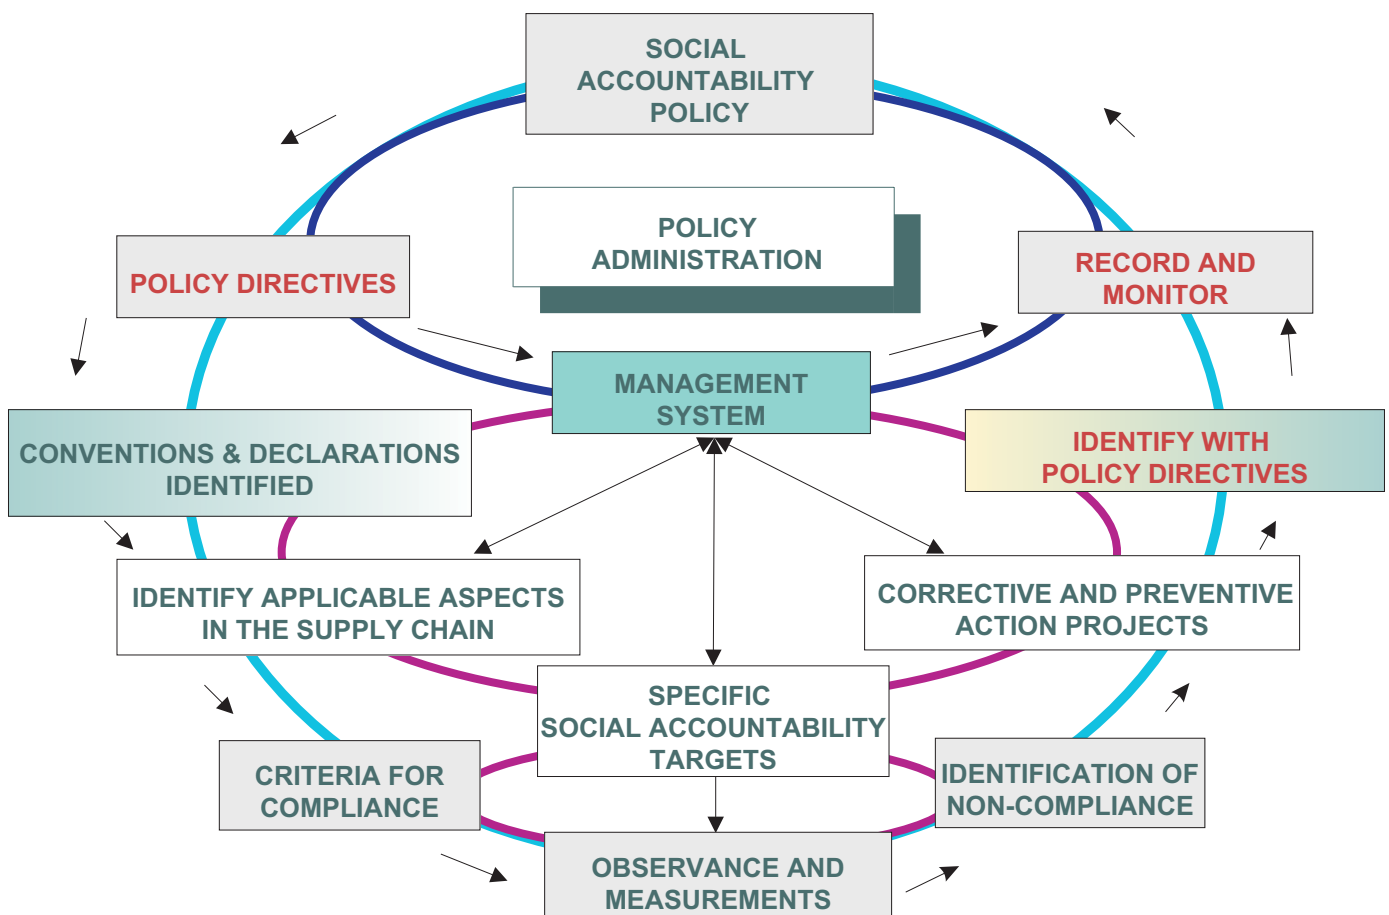 SOCIAL
ACCOUNTABILITY
POLICY
POLICY
ADMINISTRATION
POLICY DIRECTIVES
RECORD AND
MONITOR
MANAGEMENT
SYSTEM
CONVENTIONS & DECLARATIONS
IDENTIFIED
IDENTIFY WITH
POLICY DIRECTIVES
IDENTIFY APPLICABLE ASPECTS
IN THE SUPPLY CHAIN
CORRECTIVE AND PREVENTIVE
ACTION PROJECTS
SPECIFIC
SOCIAL ACCOUNTABILITY
TARGETS
CRITERIA FOR
COMPLIANCE
IDENTIFICATION OF
NON-COMPLIANCE
OBSERVANCE AND
MEASUREMENTS